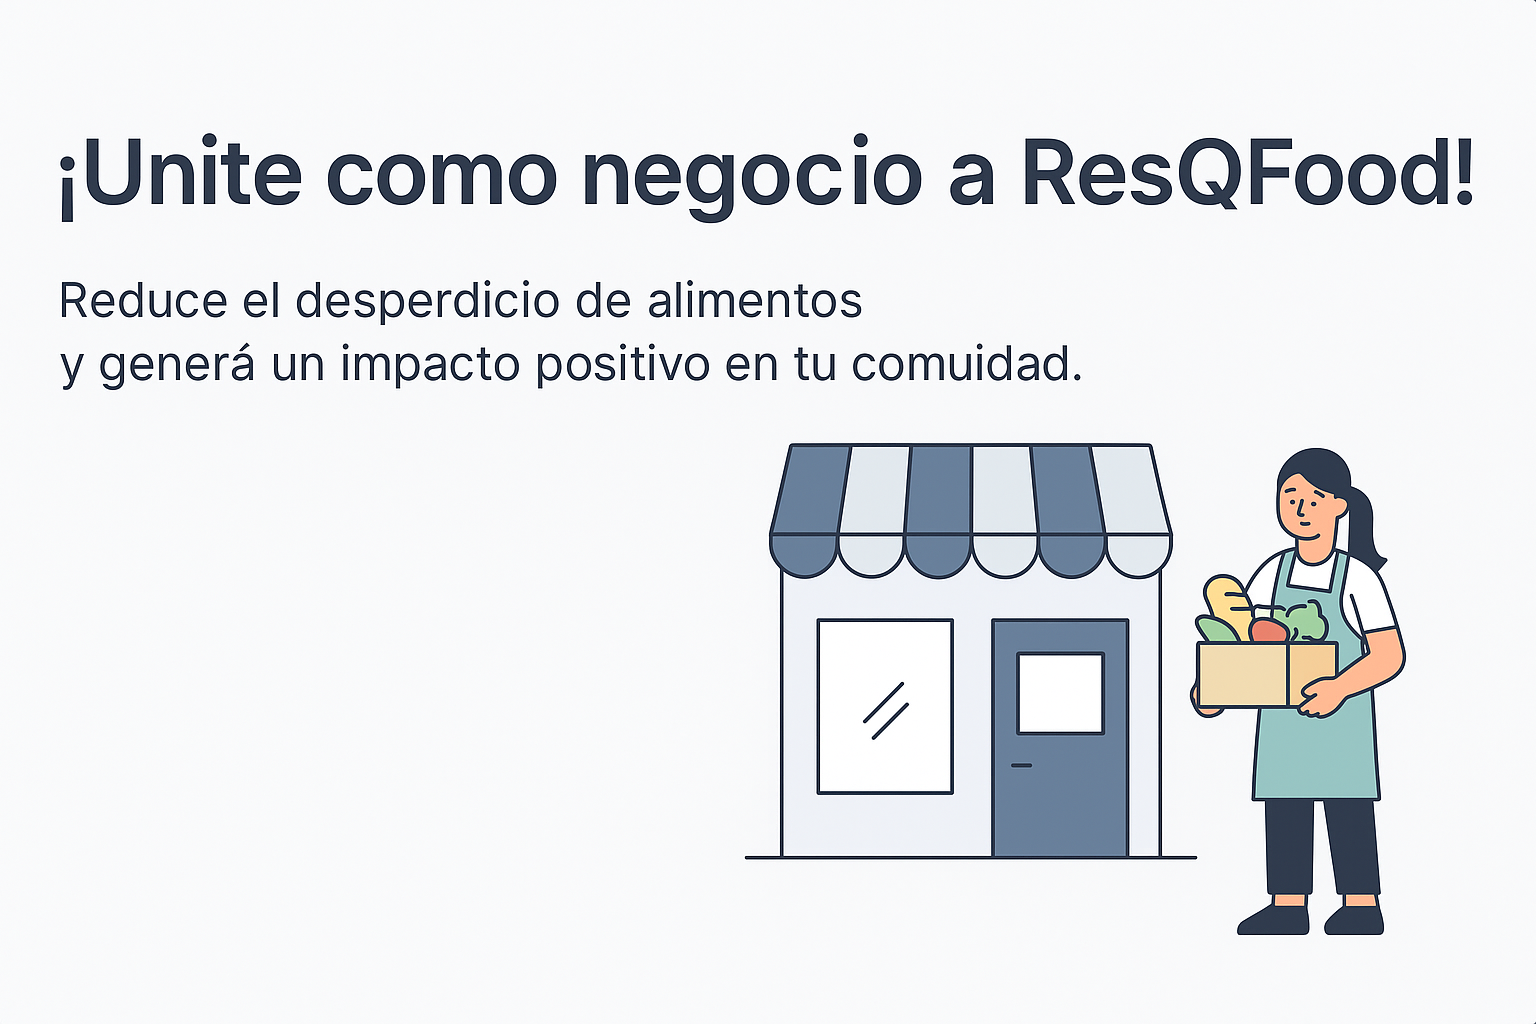 ¡Unite como negocio a ResQFood!
Reduce el desperdicio de alimentos
y generá un impacto positivo en tu comuidad.